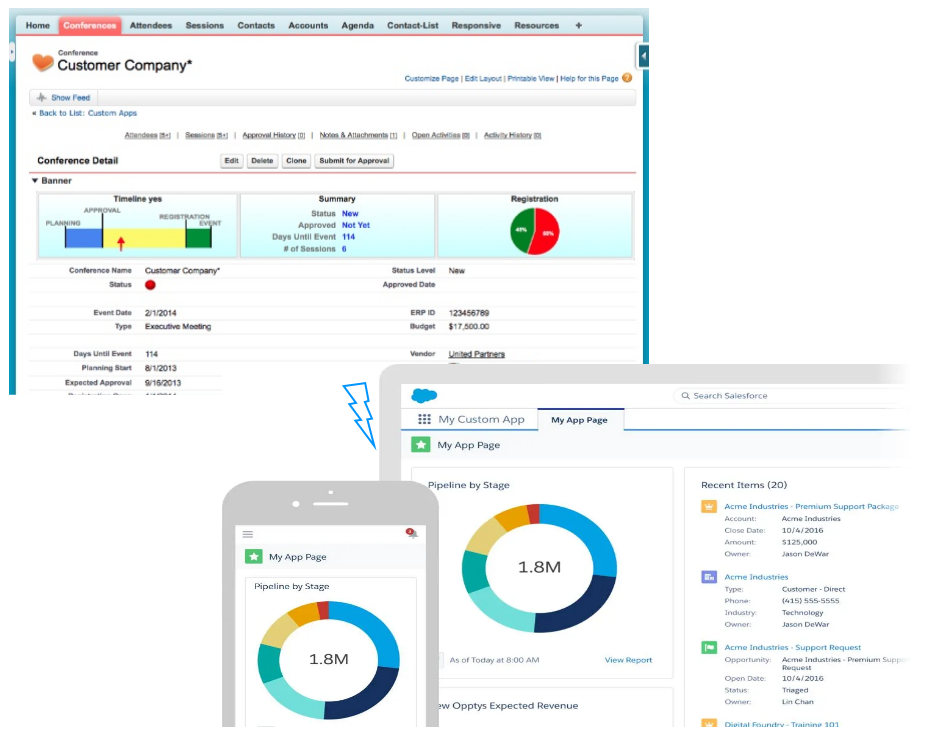 Home Conferences Attendees Sessions Contacts Accounts Agenda Contact-List Responsive Resources +
Conference
Customer Company*
Customize Page | Edit Layout | Printable View | Help for this Page ?
Show Feed
« Back to List: Custom Apps
Attendees [5+] | Sessions [5+] | Approval History [0] | Notes & Attachments [1] | Open Activities [0] | Activity History [0]
Conference Detail Edit Delete Clone Submit for Approval
Banner
Timeline yes Summary Registration
APPROVAL
PLANNING
REGISTRATION
EVENT
Status New
Approved Not Yet
Days Until Event 114
# of Sessions 6
Conference Name Customer Company* Status Level New
Status Approved Date
Event Date 2/1/2014 ERP ID 123456789
Type Executive Meeting Budget $17,500.00
Days Until Event 114 Vendor United Partners
Planning Start 8/1/2013
Expected Approval 9/16/2013
Search Salesforce
My Custom App My App Page
My App Page
Pipeline by Stage
1.8M
As of Today at 8:00 AM View Report
ew Opptys Expected Revenue
Recent Items (20)
Acme Industries - Premium Support Package
Account: Acme Industries
Close Date: 10/4/2016
Amount: $125,000
Owner: Jason DeWar
Acme Industries
Type: Customer - Direct
Phone: (415) 555-5555
Industry: Technology
Owner: Jason DeWar
Acme Industries - Support Request
Opportunity: Acme Industries - Premium Suppo
Request
Open Date: 10/4/2016
Status: Triaged
Owner: Lin Chan
Digital Foundry - Training 101
My App Page
Pipeline by Stage
1.8M